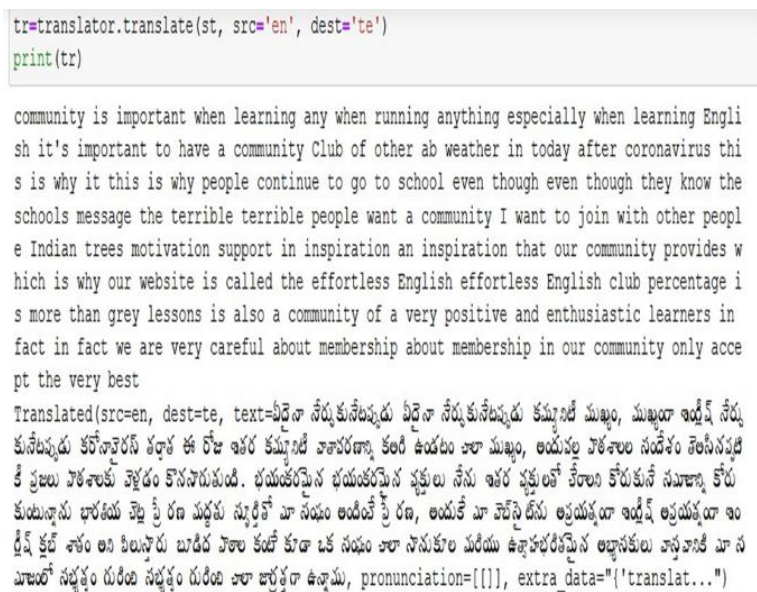 tr=translator.translate(st, src='en', dest='te')
print(tr)
community is important when learning any when running anything especially when learning Engli
sh it's important to have a community Club of other ab weather in today after coronavirus thi
s is why it this is why people continue to go to school even though even though they know the
schools message the terrible terrible people want a community I want to join with other peopl
e Indian trees motivation support in inspiration an inspiration that our community provides w
hich is why our website is called the effortless English effortless English club percentage i
s more than grey lessons is also a community of a very positive and enthusiastic learners in
fact in fact we are very careful about membership about membership in our community only acce
pt the very best
Translated(src=en, dest=te, text=ఏదైనా నేర్చుకునేటప్పుడు ఏదైనా నేర్చుకునేటప్పుడు కమ్యూనిటీ ముఖ్యం, ముఖ్యంగా ఇంగ్లీష్ నేర్చు
కునేటప్పుడు కరోనావైరస్ తర్వాత ఈ రోజు ఇతర కమ్యూనిటీ వాతావరణాన్ని కలిగి ఉండటం చాలా ముఖ్యం, అందువల్ల పాఠశాలల సందేశం తెలిసినప్పటి
కీ ప్రజలు పాఠశాలకు వెళ్లడం కొనసాగుతుంది. భయంకరమైన భయంకరమైన వ్యక్తులు నేను ఇతర వ్యక్తులతో చేరాలని కోరుకునే సమాజాన్ని కోరు
కుంటున్నాను భారతీయ చెట్ల ప్రేరణ మద్దతు స్ఫూర్తితో మా సంఘం అందించే ప్రేరణ, అందుకే మా వెబ్‌సైట్‌ను అప్రయత్నంగా ఇంగ్లీష్ అప్రయత్నంగా ఇం
గ్లీష్ క్లబ్ శాతం అని పిలుస్తారు బూడిద పాఠాల కంటే కూడా ఒక సంఘం చాలా సానుకూల మరియు ఉత్సాహభరితమైన అభ్యాసకులు వాస్తవానికి మా స
మాజంలో సభ్యత్వం గురించి సభ్యత్వం గురించి చాలా జాగ్రత్తగా ఉన్నాము, pronunciation=[[]], extra_data="{'translat...")